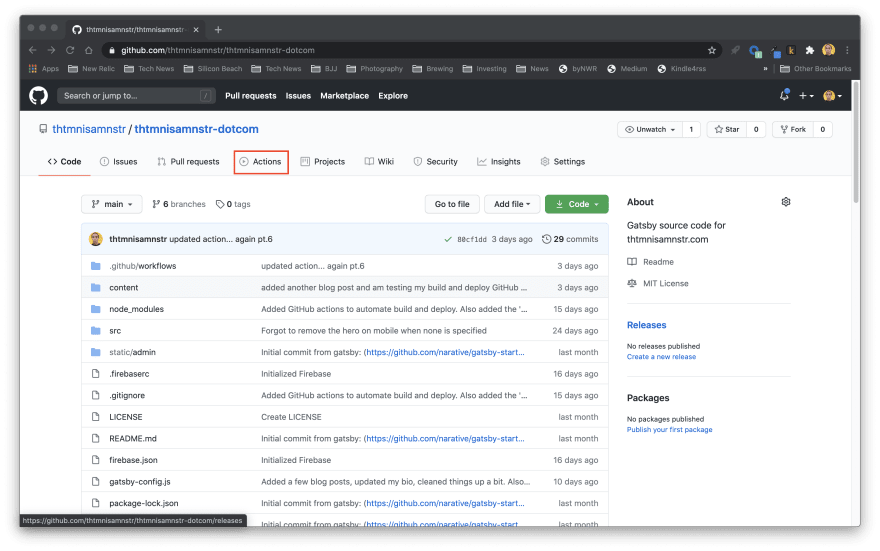 thtmnisamnstr/thtmnisamnstr-
github.com/thtmnisamnstr/thtmnisamnstr-dotcom
Apps New Relic Tech News Silicon Beach Tech News BJJ Photography Brewing Investing News byNWR Medium Kindle4rss » Other Bookmarks
Search or jump to... / Pull requests Issues Marketplace Explore
thtmnisamnstr / thtmnisamnstr-dotcom Unwatch 1 Star 0 Fork 0
Code Issues Pull requests Actions Projects Wiki Security Insights Settings
main 6 branches 0 tags Go to file Add file Code
thtmnisamnstr updated action... again pt.6 80cf1dd 3 days ago 29 commits
.github/workflows updated action... again pt.6 3 days ago
content added another blog post and am testing my build and deploy GitHub ... 3 days ago
node_modules Added GitHub actions to automate build and deploy. Also added the '... 15 days ago
src Forgot to remove the hero on mobile when none is specified 24 days ago
static/admin Initial commit from gatsby: (https://github.com/narative/gatsby-start... last month
.firebaserc Initialized Firebase 16 days ago
.gitignore Added GitHub actions to automate build and deploy. Also added the '... 15 days ago
LICENSE Create LICENSE last month
README.md Initial commit from gatsby: (https://github.com/narative/gatsby-start... last month
firebase.json Initialized Firebase 16 days ago
gatsby-config.js Added a few blog posts, updated my bio, cleaned things up a bit. Also... 10 days ago
package-lock.json Initial commit from gatsby: (https://github.com/narative/gatsby-start... last month
Initial commit from gatsby: (https://github.com/narative/gatsby-start... last month
About
Gatsby source code for
thtmnisamnstr.com
Readme
MIT License
Releases
No releases published
Create a new release
Packages
No packages published
Publish your first package
https://github.com/thtmnisamnstr/thtmnisamnstr-dotcom/releases